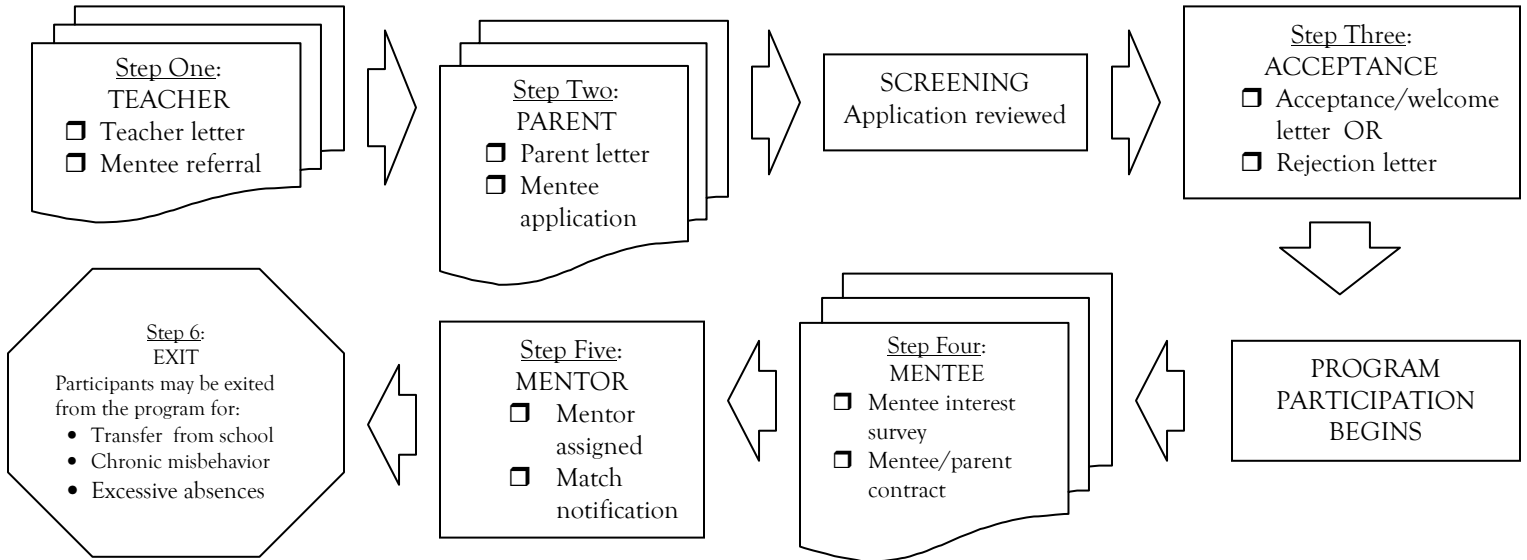 Step One:
TEACHER
❒ Teacher letter
❒ Mentee referral
Step Two:
PARENT
❒ Parent letter
❒ Mentee
application
SCREENING
Application reviewed
Step Three:
ACCEPTANCE
❒ Acceptance/welcome
letter OR
❒ Rejection letter
PROGRAM
PARTICIPATION
BEGINS
Step Four:
MENTEE
❒ Mentee interest
survey
❒ Mentee/parent
contract
Step Five:
MENTOR
❒ Mentor
assigned
❒ Match
notification
Step 6:
EXIT
Participants may be exited
from the program for:
• Transfer from school
• Chronic misbehavior
• Excessive absences